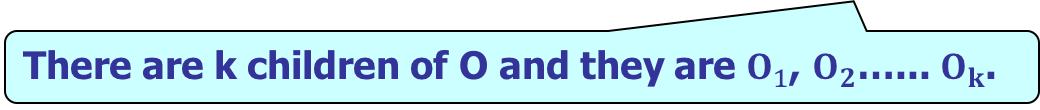 There are k children of O and they are O₁, O₂...... Oₖ.